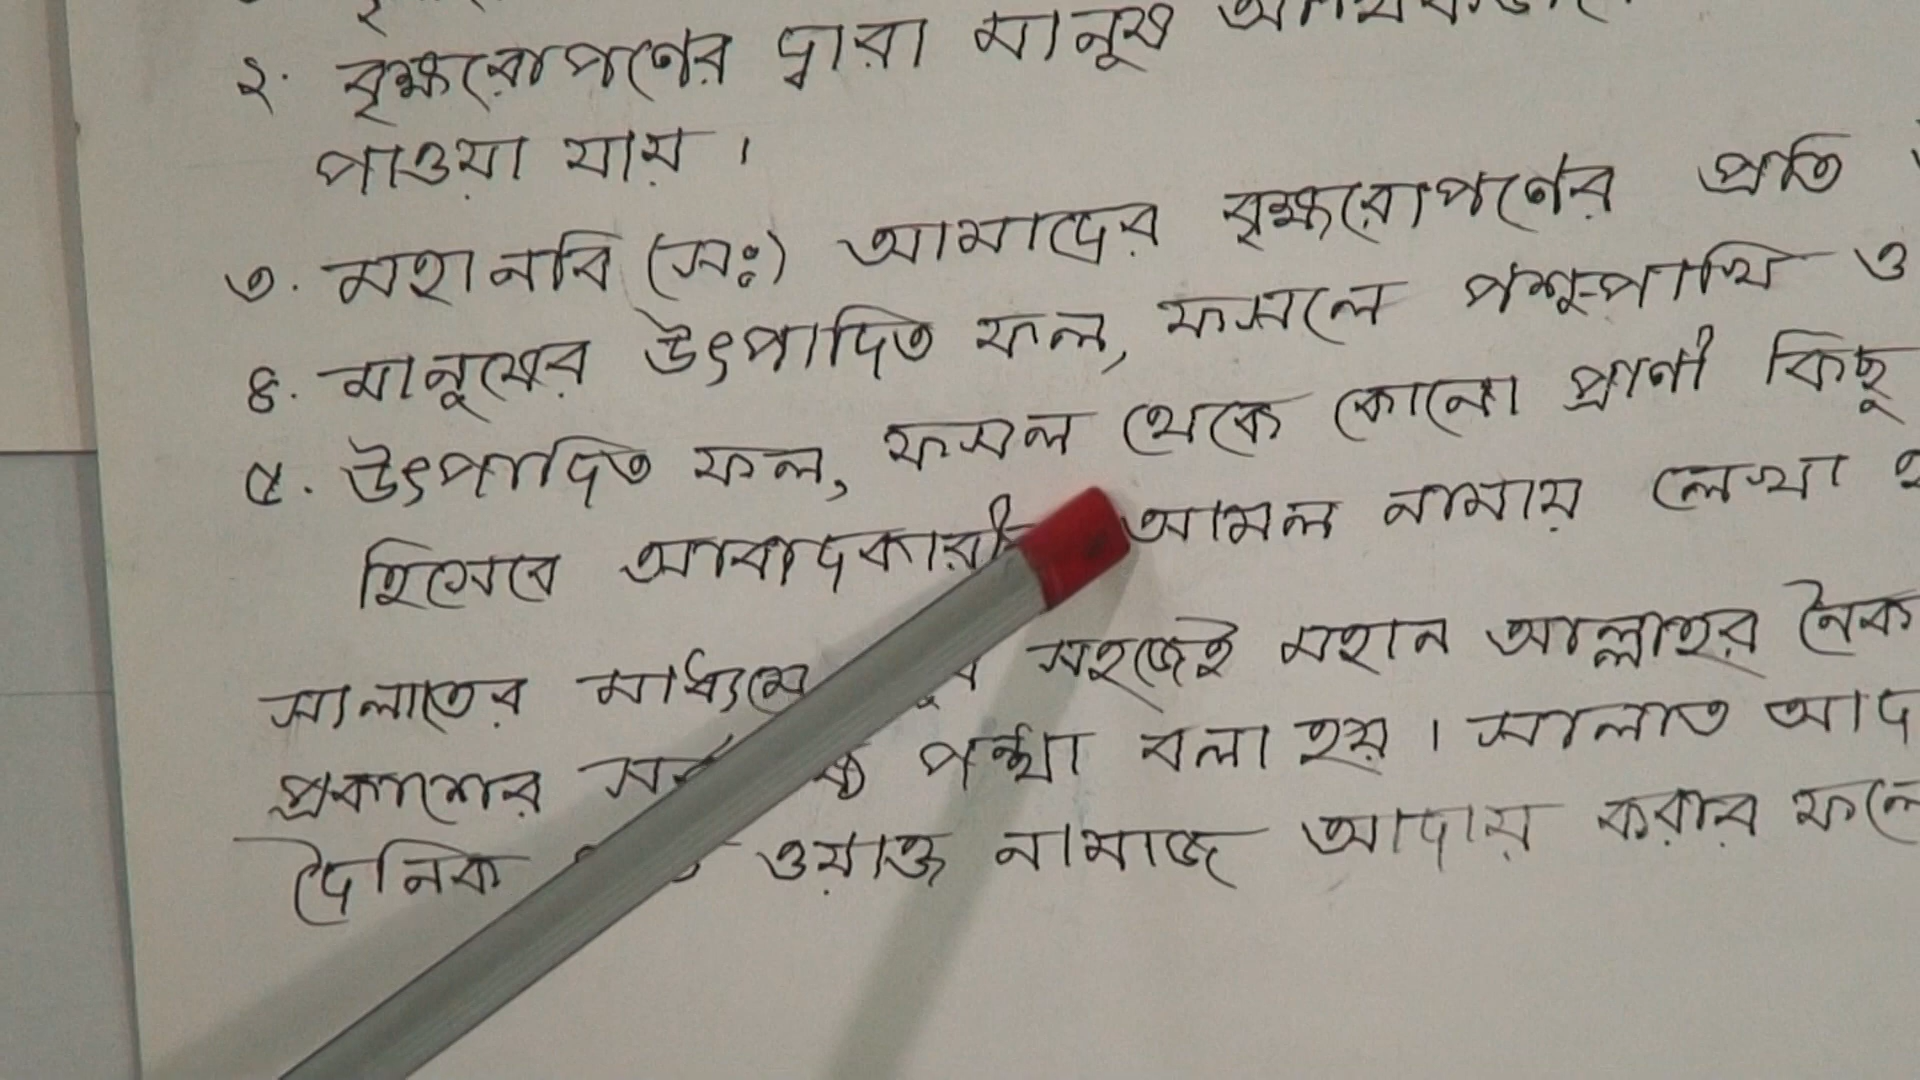 ২. বৃক্ষরোপণের দ্বারা মানুষ
পাওয়া যায় ।
৩. মহানবি (সঃ) আমাদের বৃক্ষরোপণের প্রতি
৪. মানুষের উৎপাদিত ফল, ফসলে পশু-পাখি ও
৫. উৎপাদিত ফল, ফসল থেকে কোনো প্রাণী কিছু
হিসেবে আবাদকারী আমল নামায় লেখা
সালাতের মাধ্যমে সহজেই মহান আল্লাহর
প্রকাশের পন্থা বলা হয় । সালাত
দৈনিক ওয়াক্ত নামাজ আদায় করার ফলে